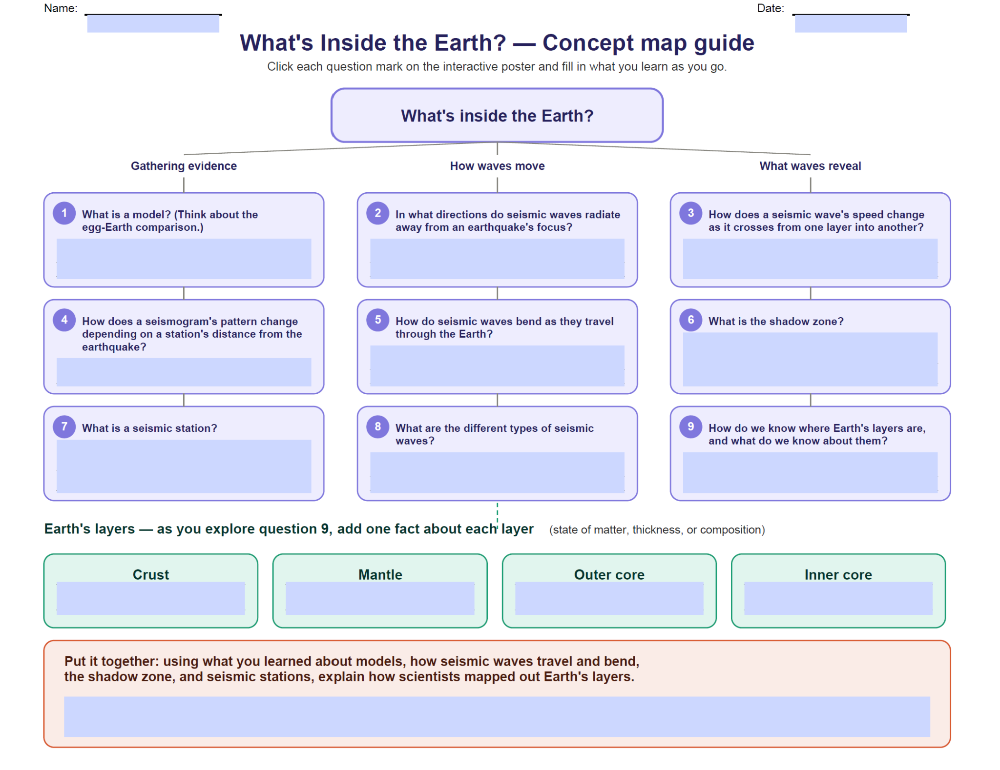 Name:
Date:
What's Inside the Earth? — Concept map guide
Click each question mark on the interactive poster and fill in what you learn as you go.
What's inside the Earth?
Gathering evidence
How waves move
What waves reveal
1
What is a model? (Think about the
egg-Earth comparison.)
2
In what directions do seismic waves radiate
away from an earthquake's focus?
3
How does a seismic wave's speed change
as it crosses from one layer into another?
4
How does a seismogram's pattern change
depending on a station's distance from the
earthquake?
5
How do seismic waves bend as they travel
through the Earth?
6
What is the shadow zone?
7
What is a seismic station?
8
What are the different types of seismic
waves?
9
How do we know where Earth's layers are,
and what do we know about them?
Earth's layers — as you explore question 9, add one fact about each layer (state of matter, thickness, or composition)
Crust
Mantle
Outer core
Inner core
Put it together: using what you learned about models, how seismic waves travel and bend,
the shadow zone, and seismic stations, explain how scientists mapped out Earth's layers.